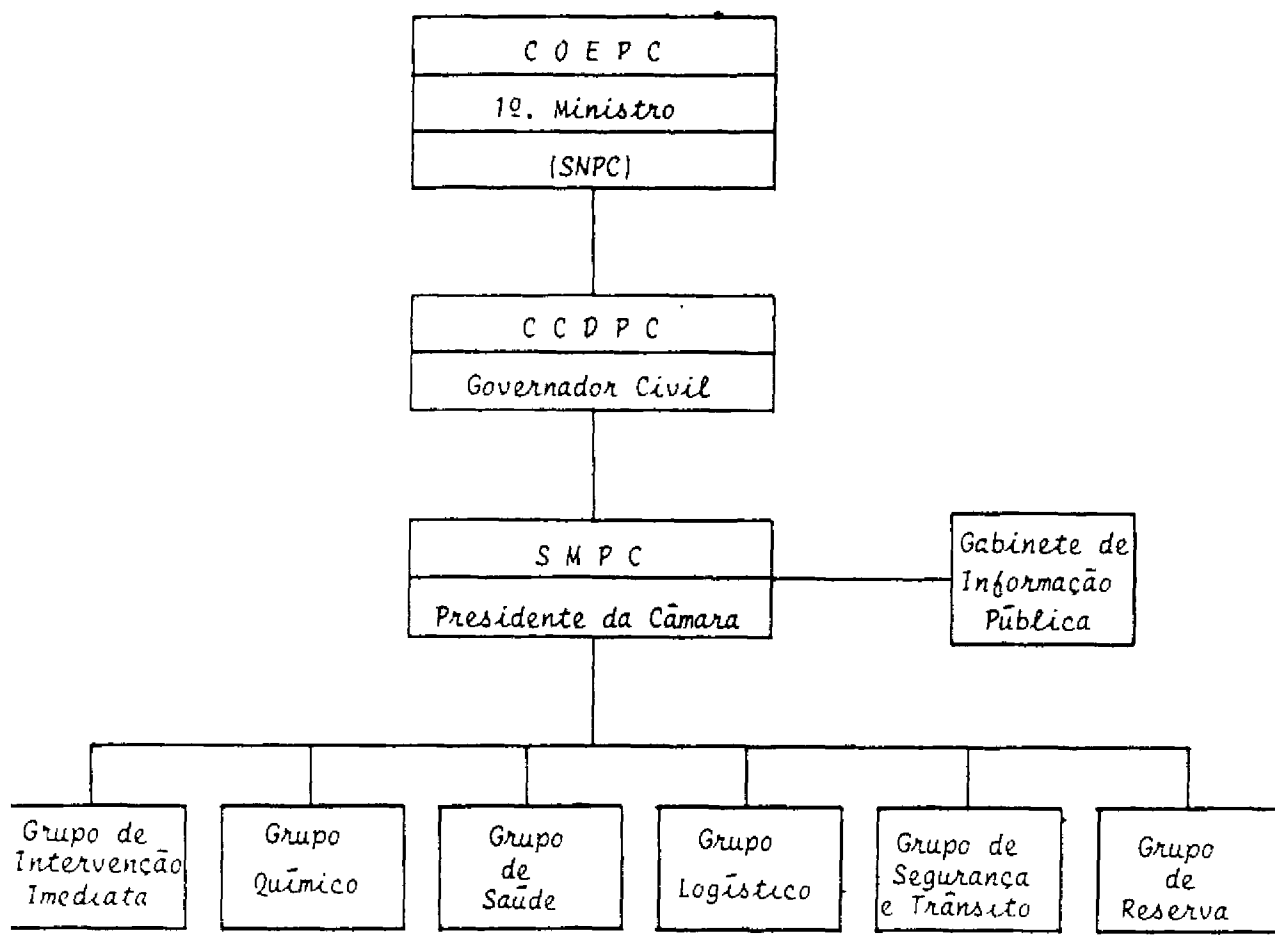 C O E P C
1º. Ministro
(SNPC)
C C D P C
Governador Civil
S M P C
Presidente da Câmara
Gabinete de
Informação
Pública
Grupo de
Intervenção
Imediata
Grupo
Químico
Grupo
de
Saúde
Grupo
Logístico
Grupo de
Segurança
e Trânsito
Grupo
de
Reserva